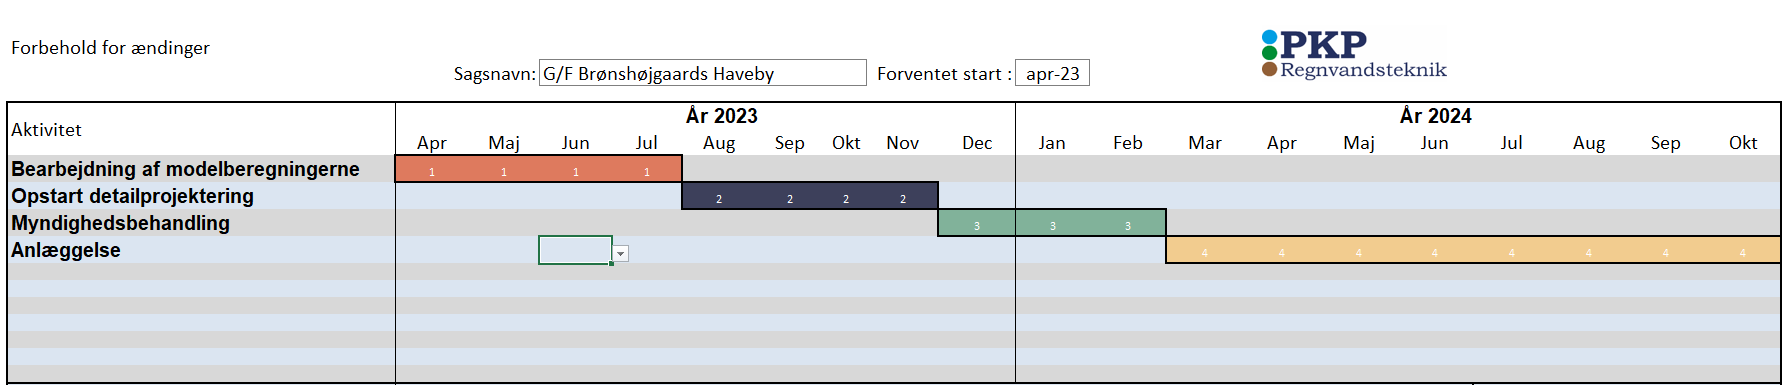 Forbehold for ændinger
PKP
Regnvandsteknik
Sagsnavn: G/F Brønshøjgaards Haveby Forventet start : apr-23
Aktivitet
År 2023 År 2024
Apr Maj Jun Jul Aug Sep Okt Nov Dec Jan Feb Mar Apr Maj Jun Jul Aug Sep Okt
Bearbejdning af modelberegningerne 1 1 1 1
Opstart detailprojektering 2 2 2 2
Myndighedsbehandling 3 3 3
Anlæggelse 4 4 4 4 4 4 4 4